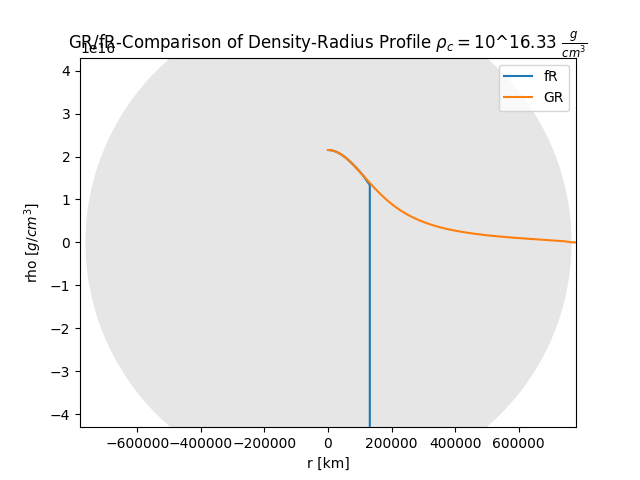 GR/fR-Comparison of Density-Radius Profile ρ_c = 10^16.33 g/cm³
1e16
fR
GR
4
3
2
1
0
−1
−2
−3
−4
rho [g/cm³]
−600000 −400000 −200000 0 200000 400000 600000
r [km]